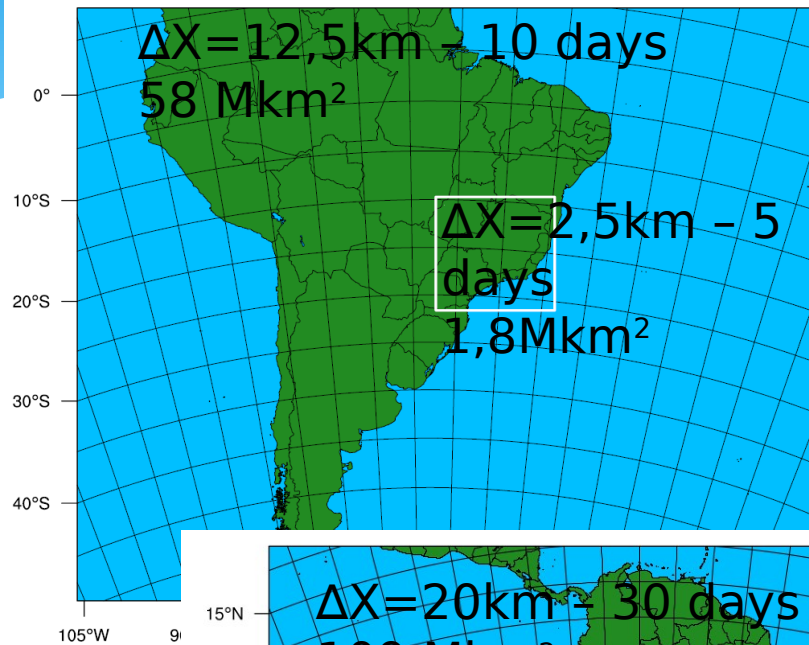 ΔX=12,5km – 10 days
58 Mkm²
0°
10°S
ΔX=2,5km – 5
days
1,8Mkm²
20°S
30°S
40°S
105°W
ΔX=20km – 30 days
15°N